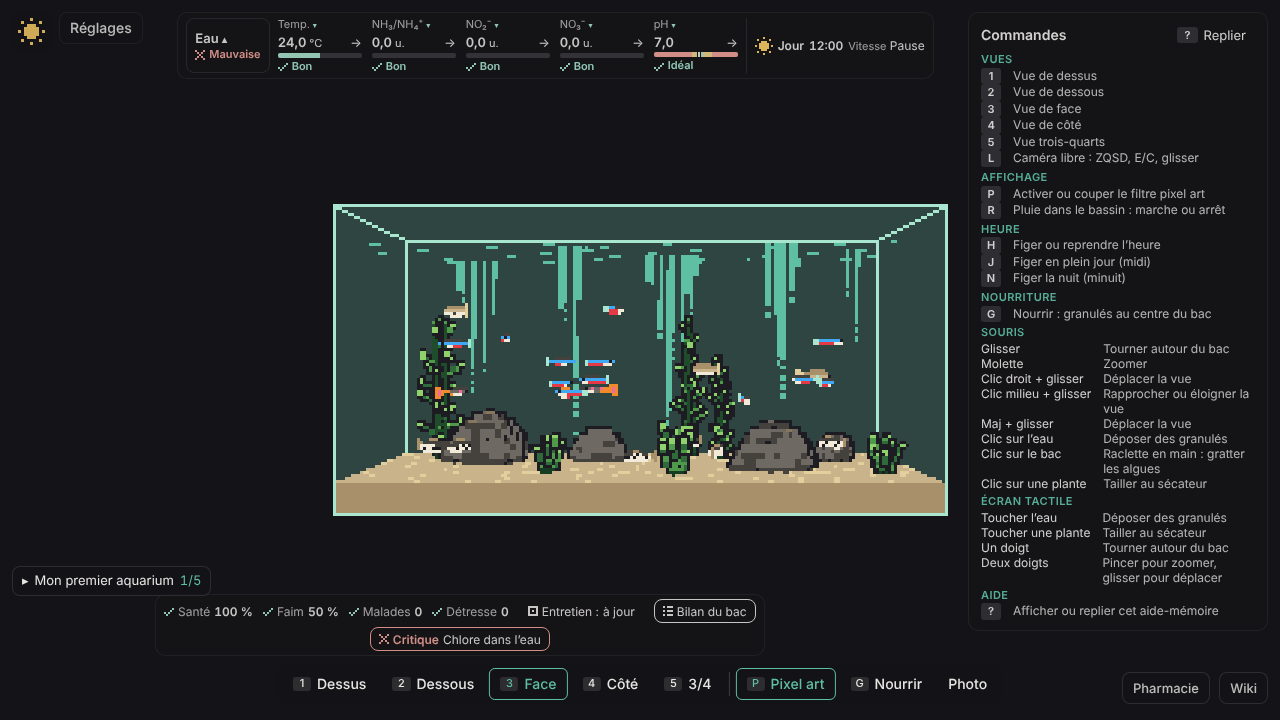 Réglages
Eau ▴
Mauvaise
Temp. ▾
24,0 °C →
Bon
NH₃/NH₄⁺ ▾
0,0 u. →
Bon
NO₂⁻ ▾
0,0 u. →
Bon
NO₃⁻ ▾
0,0 u. →
Bon
pH ▾
7,0 →
Idéal
Jour 12:00 Vitesse Pause
Commandes
? Replier
VUES
1 Vue de dessus
2 Vue de dessous
3 Vue de face
4 Vue de côté
5 Vue trois-quarts
L Caméra libre : ZQSD, E/C, glisser
AFFICHAGE
P Activer ou couper le filtre pixel art
R Pluie dans le bassin : marche ou arrêt
HEURE
H Figer ou reprendre l’heure
J Figer en plein jour (midi)
N Figer la nuit (minuit)
NOURRITURE
G Nourrir : granulés au centre du bac
SOURIS
Glisser Tourner autour du bac
Molette Zoomer
Clic droit + glisser Déplacer la vue
Clic milieu + glisser Rapprocher ou éloigner la
vue
Maj + glisser Déplacer la vue
Clic sur l’eau Déposer des granulés
Clic sur le bac Raclette en main : gratter
les algues
Clic sur une plante Tailler au sécateur
ÉCRAN TACTILE
Toucher l’eau Déposer des granulés
Toucher une plante Tailler au sécateur
Un doigt Tourner autour du bac
Deux doigts Pincer pour zoomer,
glisser pour déplacer
AIDE
? Afficher ou replier cet aide-mémoire
▸ Mon premier aquarium 1/5
Santé 100 % Faim 50 % Malades 0 Détresse 0 Entretien : à jour Bilan du bac
Critique Chlore dans l’eau
1 Dessus 2 Dessous 3 Face 4 Côté 5 3/4 P Pixel art G Nourrir Photo
Pharmacie Wiki